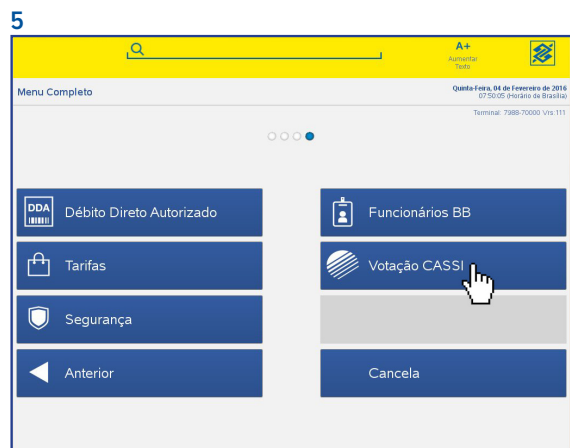 5
A+
Aumentar
Texto
Menu Completo
Quinta-Feira, 04 de Fevereiro de 2016
07:50:05 (Horário de Brasília)
Terminal: 7988-70000 Vrs:111
DDA
Débito Direto Autorizado
Funcionários BB
Tarifas
Votação CASSI
Segurança
Anterior
Cancela